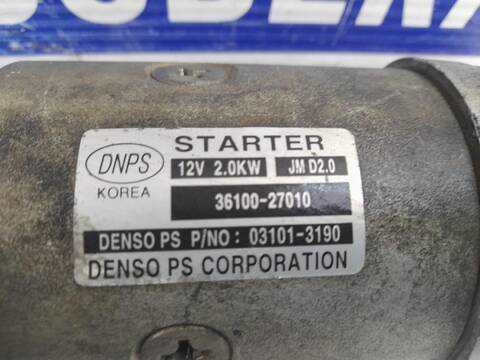 STARTER
DNPS
12V 2.0KW JM D2.0
KOREA
36100-27010
DENSO PS P/NO: 03101-3190
DENSO PS CORPORATION